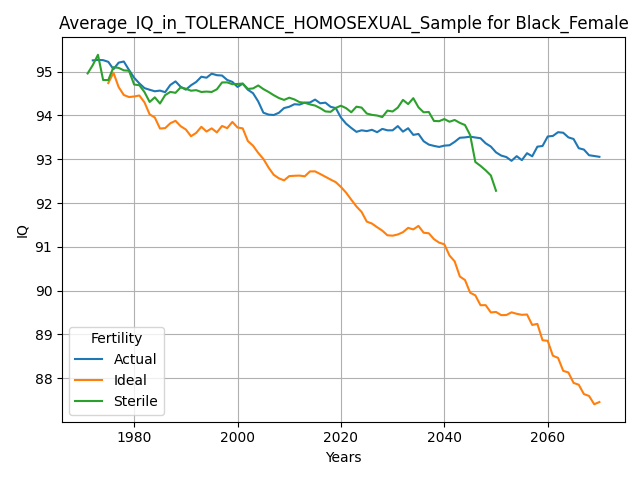 Average_IQ_in_TOLERANCE_HOMOSEXUAL_Sample for Black_Female
95
94
93
92
91
90
89
88
IQ
Fertility
Actual
Ideal
Sterile
1980 2000 2020 2040 2060
Years